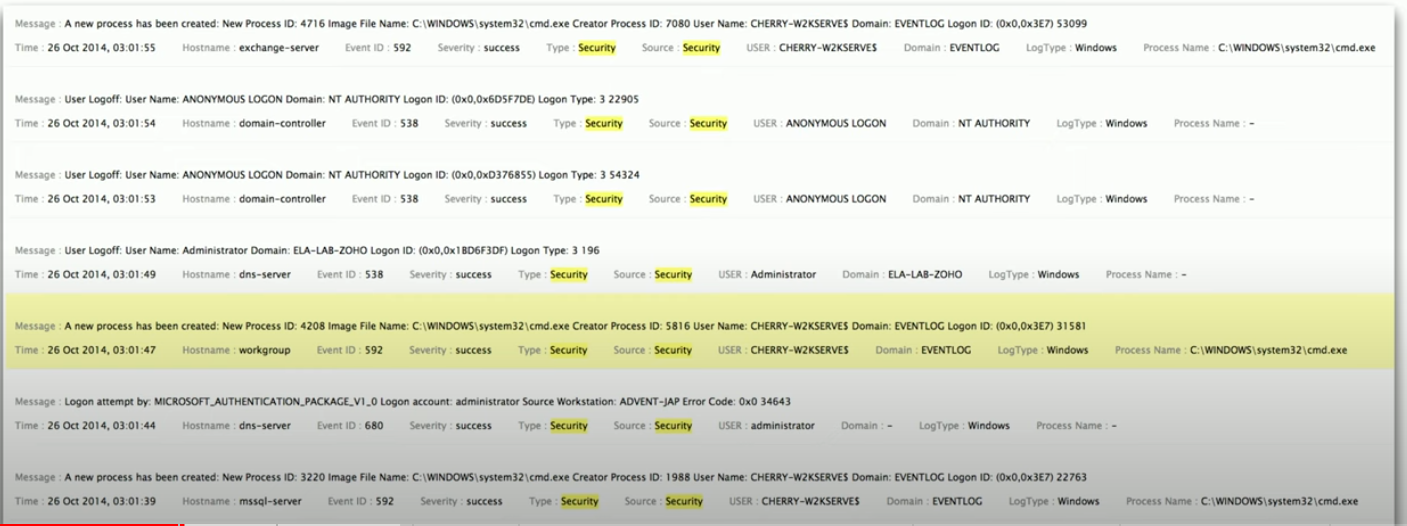 Message : A new process has been created: New Process ID: 4716 Image File Name: C:\WINDOWS\system32\cmd.exe Creator Process ID: 7080 User Name: CHERRY-W2KSERVE$ Domain: EVENTLOG Logon ID: (0x0,0x3E7) 53099
Time : 26 Oct 2014, 03:01:55 Hostname : exchange-server Event ID : 592 Severity : success Type : Security Source : Security USER : CHERRY-W2KSERVE$ Domain : EVENTLOG LogType : Windows Process Name : C:\WINDOWS\system32\cmd.exe
Message : User Logoff: User Name: ANONYMOUS LOGON Domain: NT AUTHORITY Logon ID: (0x0,0x6D5F7DE) Logon Type: 3 22905
Time : 26 Oct 2014, 03:01:54 Hostname : domain-controller Event ID : 538 Severity : success Type : Security Source : Security USER : ANONYMOUS LOGON Domain : NT AUTHORITY LogType : Windows Process Name : -
Message : User Logoff: User Name: ANONYMOUS LOGON Domain: NT AUTHORITY Logon ID: (0x0,0xD376855) Logon Type: 3 54324
Time : 26 Oct 2014, 03:01:53 Hostname : domain-controller Event ID : 538 Severity : success Type : Security Source : Security USER : ANONYMOUS LOGON Domain : NT AUTHORITY LogType : Windows Process Name : -
Message : User Logoff: User Name: Administrator Domain: ELA-LAB-ZOHO Logon ID: (0x0,0x1BD6F3DF) Logon Type: 3 196
Time : 26 Oct 2014, 03:01:49 Hostname : dns-server Event ID : 538 Severity : success Type : Security Source : Security USER : Administrator Domain : ELA-LAB-ZOHO LogType : Windows Process Name : -
Message : A new process has been created: New Process ID: 4208 Image File Name: C:\WINDOWS\system32\cmd.exe Creator Process ID: 5816 User Name: CHERRY-W2KSERVE$ Domain: EVENTLOG Logon ID: (0x0,0x3E7) 31581
Time : 26 Oct 2014, 03:01:47 Hostname : workgroup Event ID : 592 Severity : success Type : Security Source : Security USER : CHERRY-W2KSERVE$ Domain : EVENTLOG LogType : Windows Process Name : C:\WINDOWS\system32\cmd.exe
Message : Logon attempt by: MICROSOFT_AUTHENTICATION_PACKAGE_V1_0 Logon account: administrator Source Workstation: ADVENT-JAP Error Code: 0x0 34643
Time : 26 Oct 2014, 03:01:44 Hostname : dns-server Event ID : 680 Severity : success Type : Security Source : Security USER : administrator Domain : - LogType : Windows Process Name : -
Message : A new process has been created: New Process ID: 3220 Image File Name: C:\WINDOWS\system32\cmd.exe Creator Process ID: 1988 User Name: CHERRY-W2KSERVE$ Domain: EVENTLOG Logon ID: (0x0,0x3E7) 22763
Time : 26 Oct 2014, 03:01:39 Hostname : mssql-server Event ID : 592 Severity : success Type : Security Source : Security USER : CHERRY-W2KSERVE$ Domain : EVENTLOG LogType : Windows Process Name : C:\WINDOWS\system32\cmd.exe